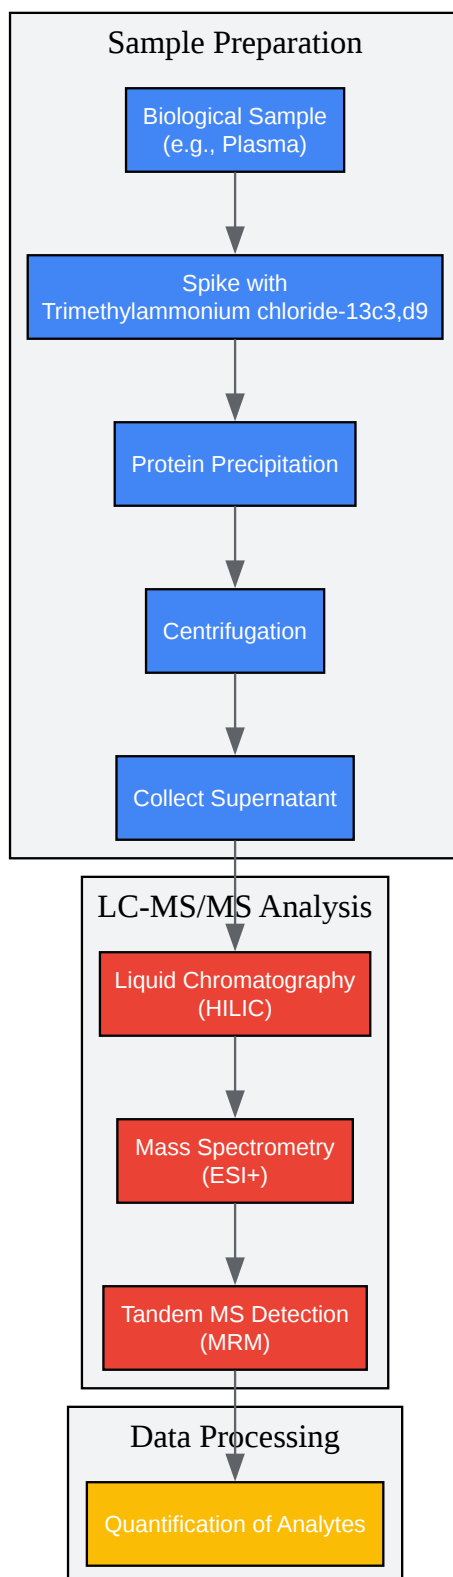 Sample Preparation
Biological Sample
(e.g., Plasma)
Spike with
Trimethylammonium chloride-13c3,d9
Protein Precipitation
Centrifugation
Collect Supernatant
LC-MS/MS Analysis
Liquid Chromatography
(HILIC)
Mass Spectrometry
(ESI+)
Tandem MS Detection
(MRM)
Data Processing
Quantification of Analytes